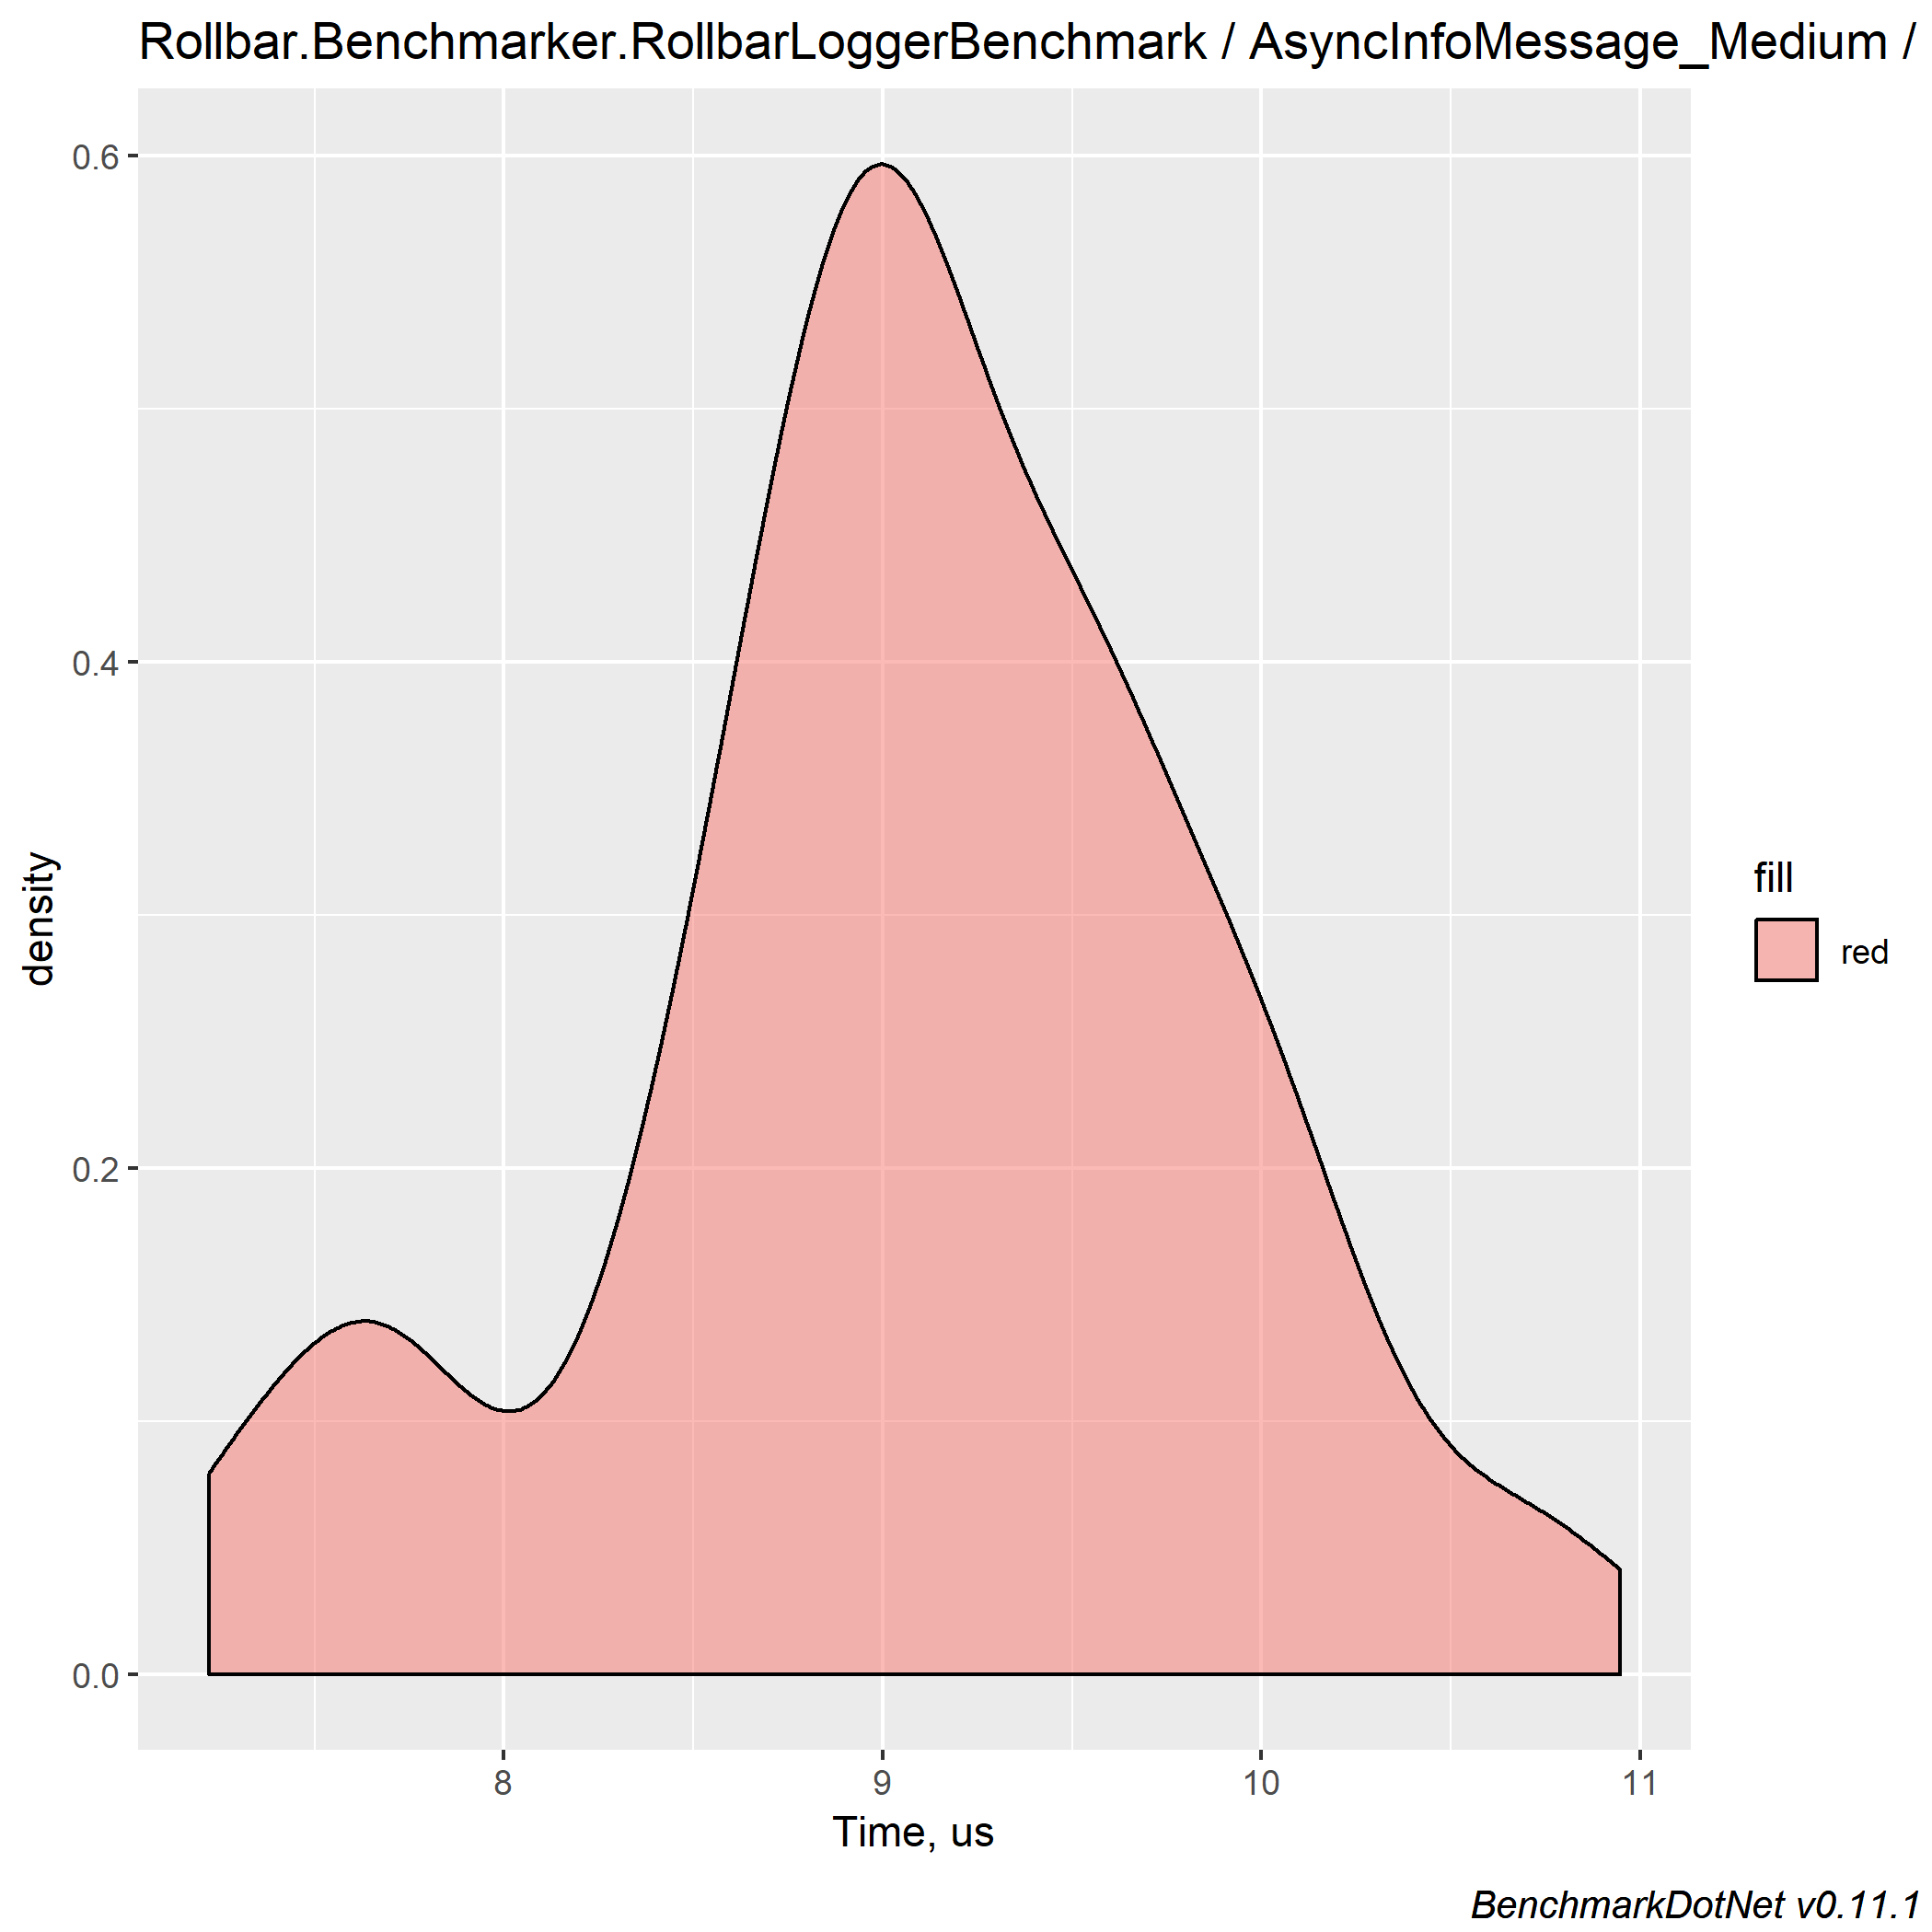 Rollbar.Benchmarker.RollbarLoggerBenchmark / AsyncInfoMessage_Medium /
0.6
0.4
0.2
0.0
density
fill
red
8 9 10 11
Time, us
BenchmarkDotNet v0.11.1